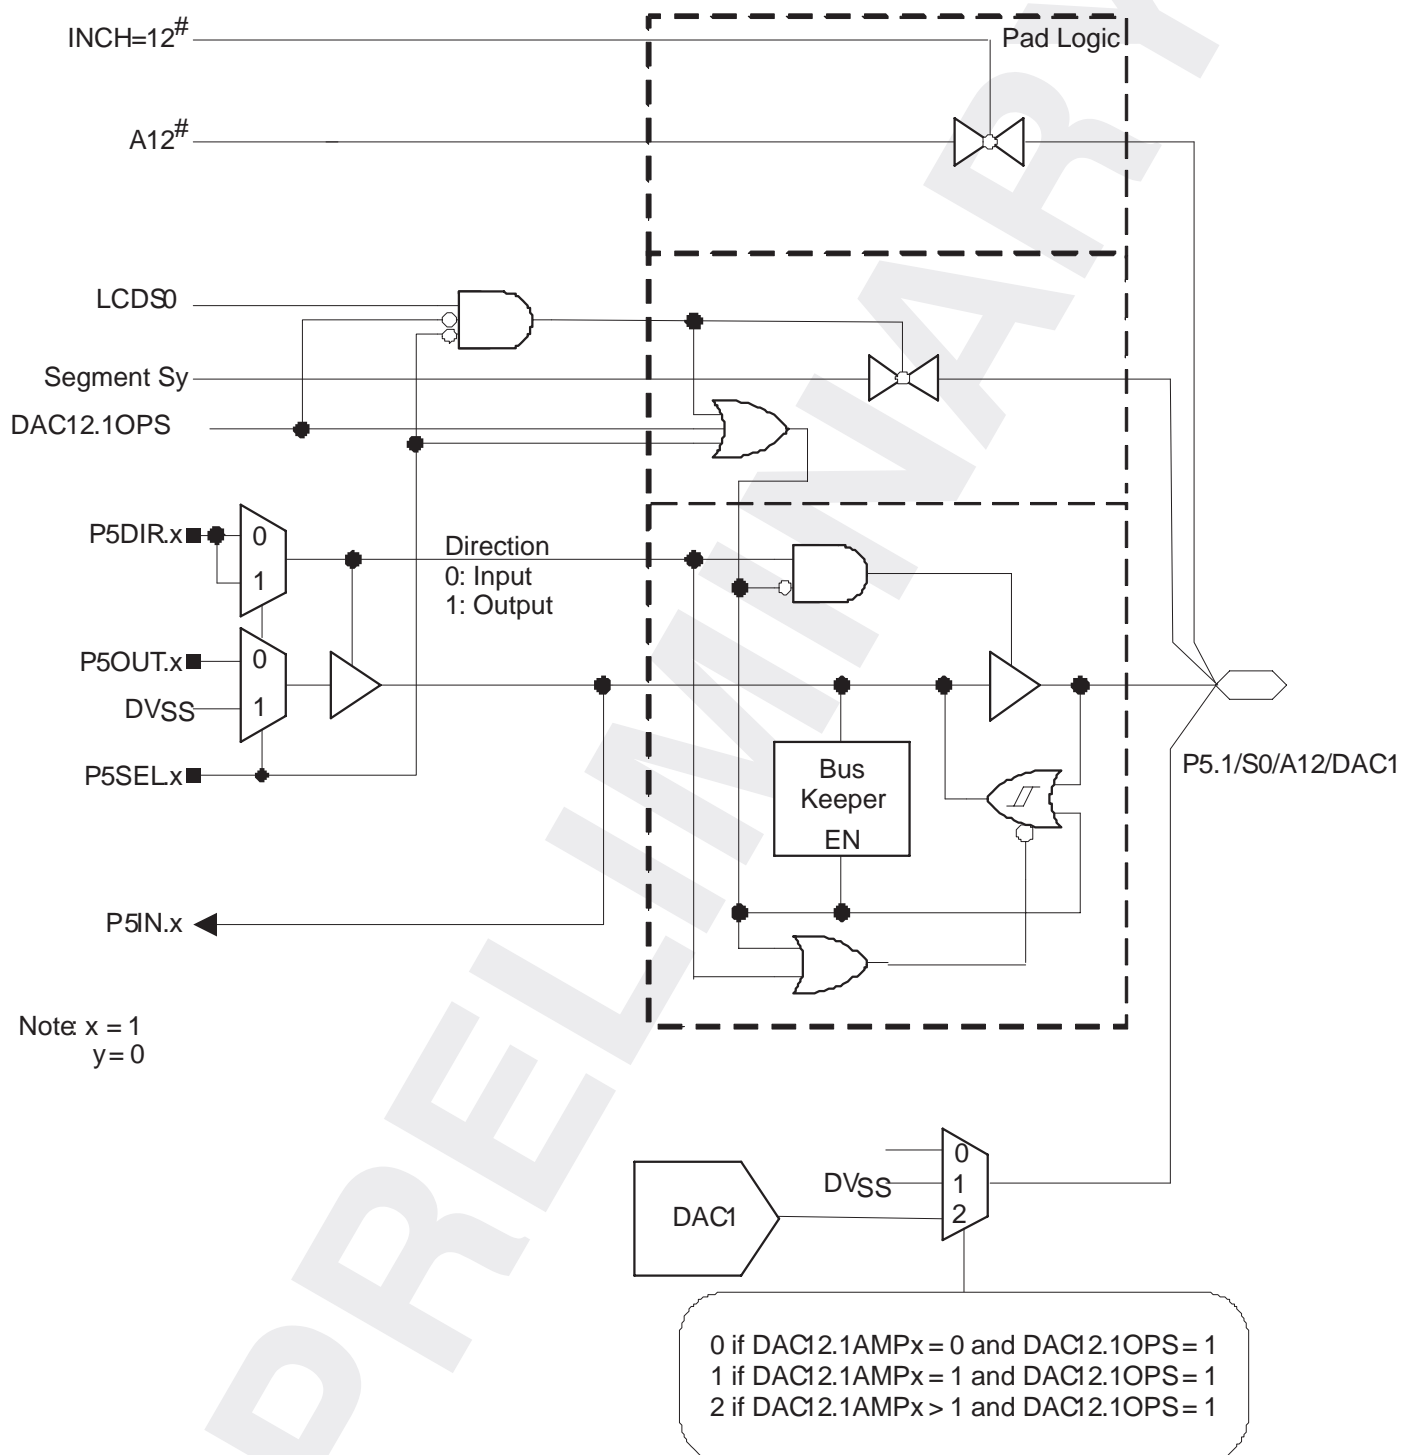 INCH=12#
Pad Logic
A12#
LCDS0
Segment Sy
DAC12.1OPS
P5DIR.x
0
1
Direction
0: Input
1: Output
P5OUT.x
0
DVSS
1
P5SEL.x
Bus
Keeper
EN
P5.1/S0/A12/DAC1
P5IN.x
Note: x = 1
y = 0
DAC1
0
DVSS
1
2
0 if DAC12.1AMPx = 0 and DAC12.1OPS = 1
1 if DAC12.1AMPx = 1 and DAC12.1OPS = 1
2 if DAC12.1AMPx > 1 and DAC12.1OPS = 1
PRELIMINARY